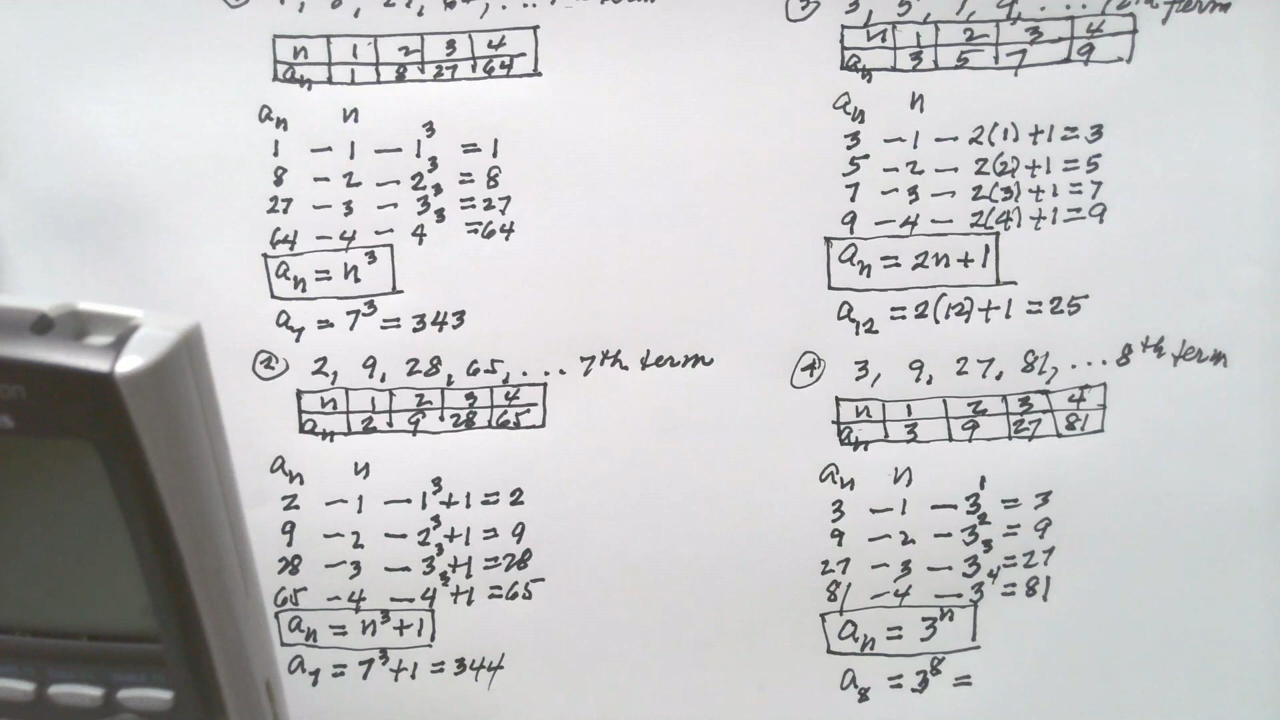 n 1 2 3 4
aₙ 1 8 27 64
aₙ n
1 – 1 – 1³ = 1
8 – 2 – 2³ = 8
27 – 3 – 3³ = 27
64 – 4 – 4³ = 64
aₙ = n³
a₇ = 7³ = 343
② 2, 9, 28, 65, ... 7th term
n 1 2 3 4
aₙ 2 9 28 65
aₙ n
2 – 1 – 1³+1 = 2
9 – 2 – 2³+1 = 9
28 – 3 – 3³+1 = 28
65 – 4 – 4³+1 = 65
aₙ = n³+1
a₇ = 7³+1 = 344
③ 3, 5, 7, 9, ... 12th term
n 1 2 3 4
aₙ 3 5 7 9
aₙ n
3 – 1 – 2(1)+1 = 3
5 – 2 – 2(2)+1 = 5
7 – 3 – 2(3)+1 = 7
9 – 4 – 2(4)+1 = 9
aₙ = 2n+1
a₁₂ = 2(12)+1 = 25
④ 3, 9, 27, 81, ... 8th term
n 1 2 3 4
aₙ 3 9 27 81
aₙ n
3 – 1 – 3¹ = 3
9 – 2 – 3² = 9
27 – 3 – 3³ = 27
81 – 4 – 3⁴ = 81
aₙ = 3ⁿ
a₈ = 3⁸ =